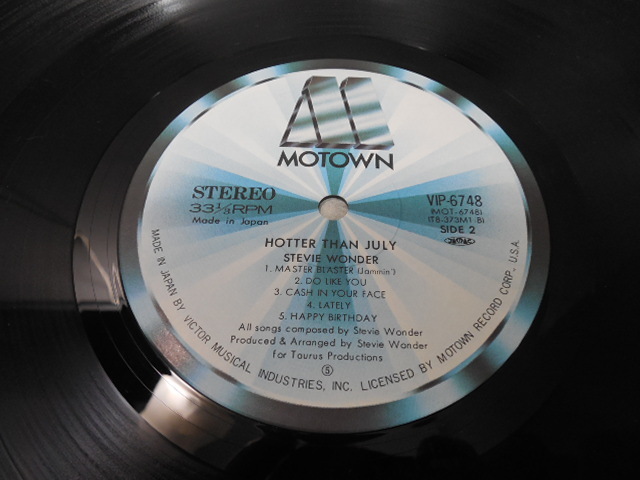 MOTOWN
STEREO
33⅓RPM
Made in Japan
VIP-6748
(MOT-6748)
(T8-373M1 B)
SIDE 2
HOTTER THAN JULY
STEVIE WONDER
1. MASTER BLASTER (Jammin')
2. DO LIKE YOU
3. CASH IN YOUR FACE
4. LATELY
5. HAPPY BIRTHDAY
All songs composed by Stevie Wonder
Produced & Arranged by Stevie Wonder
for Taurus Productions
⑤
MADE IN JAPAN BY VICTOR MUSICAL INDUSTRIES, INC. LICENSED BY MOTOWN RECORD CORP. U.S.A.